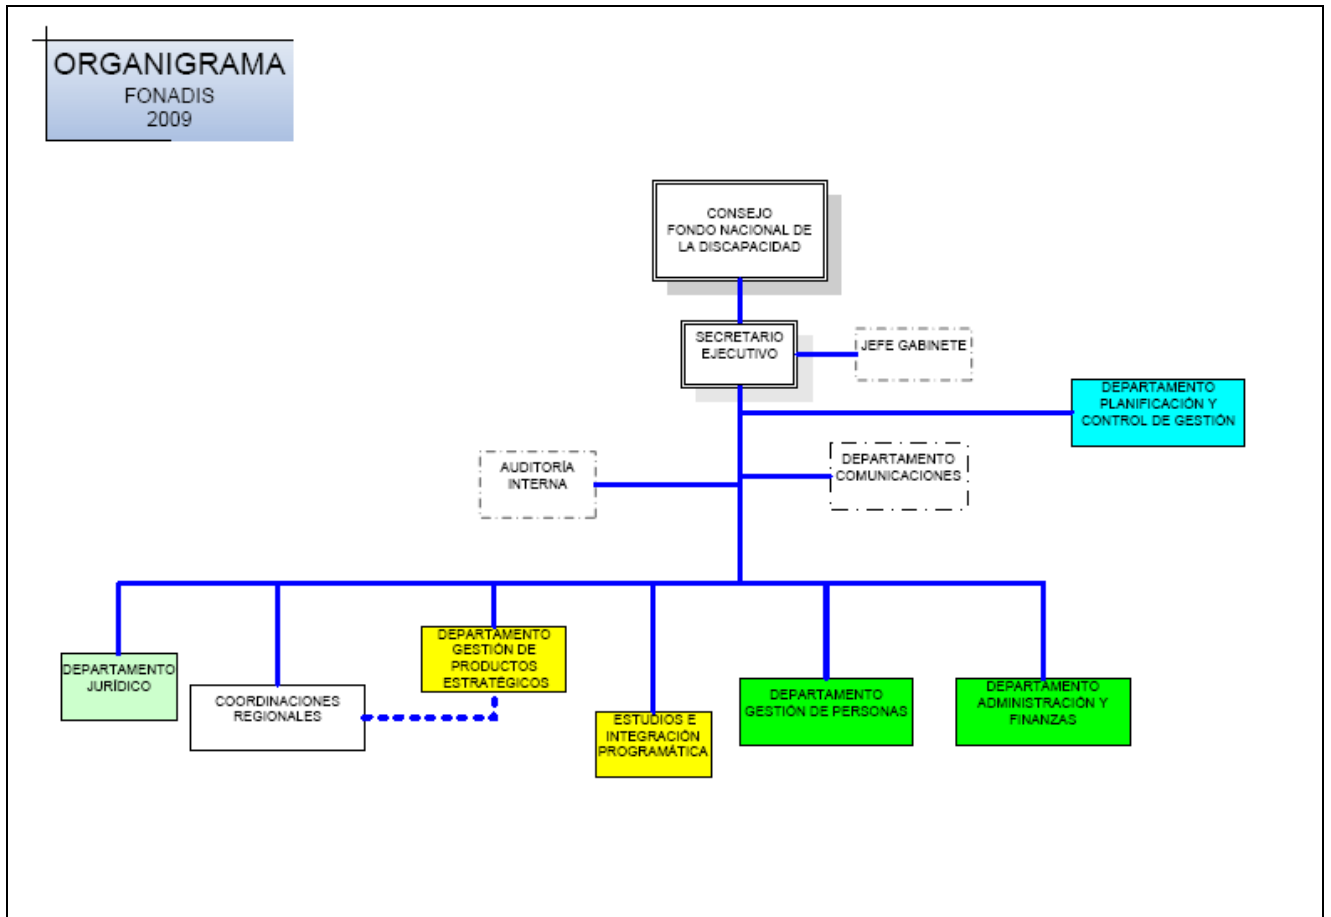 ORGANIGRAMA
FONADIS
2009
CONSEJO
FONDO NACIONAL DE
LA DISCAPACIDAD
SECRETARIO
EJECUTIVO
JEFE GABINETE
DEPARTAMENTO
PLANIFICACIÓN Y
CONTROL DE GESTIÓN
AUDITORÍA
INTERNA
DEPARTAMENTO
COMUNICACIONES
DEPARTAMENTO
JURÍDICO
COORDINACIONES
REGIONALES
DEPARTAMENTO
GESTIÓN DE
PRODUCTOS
ESTRATÉGICOS
ESTUDIOS E
INTEGRACIÓN
PROGRAMÁTICA
DEPARTAMENTO
GESTIÓN DE PERSONAS
DEPARTAMENTO
ADMINISTRACIÓN Y
FINANZAS